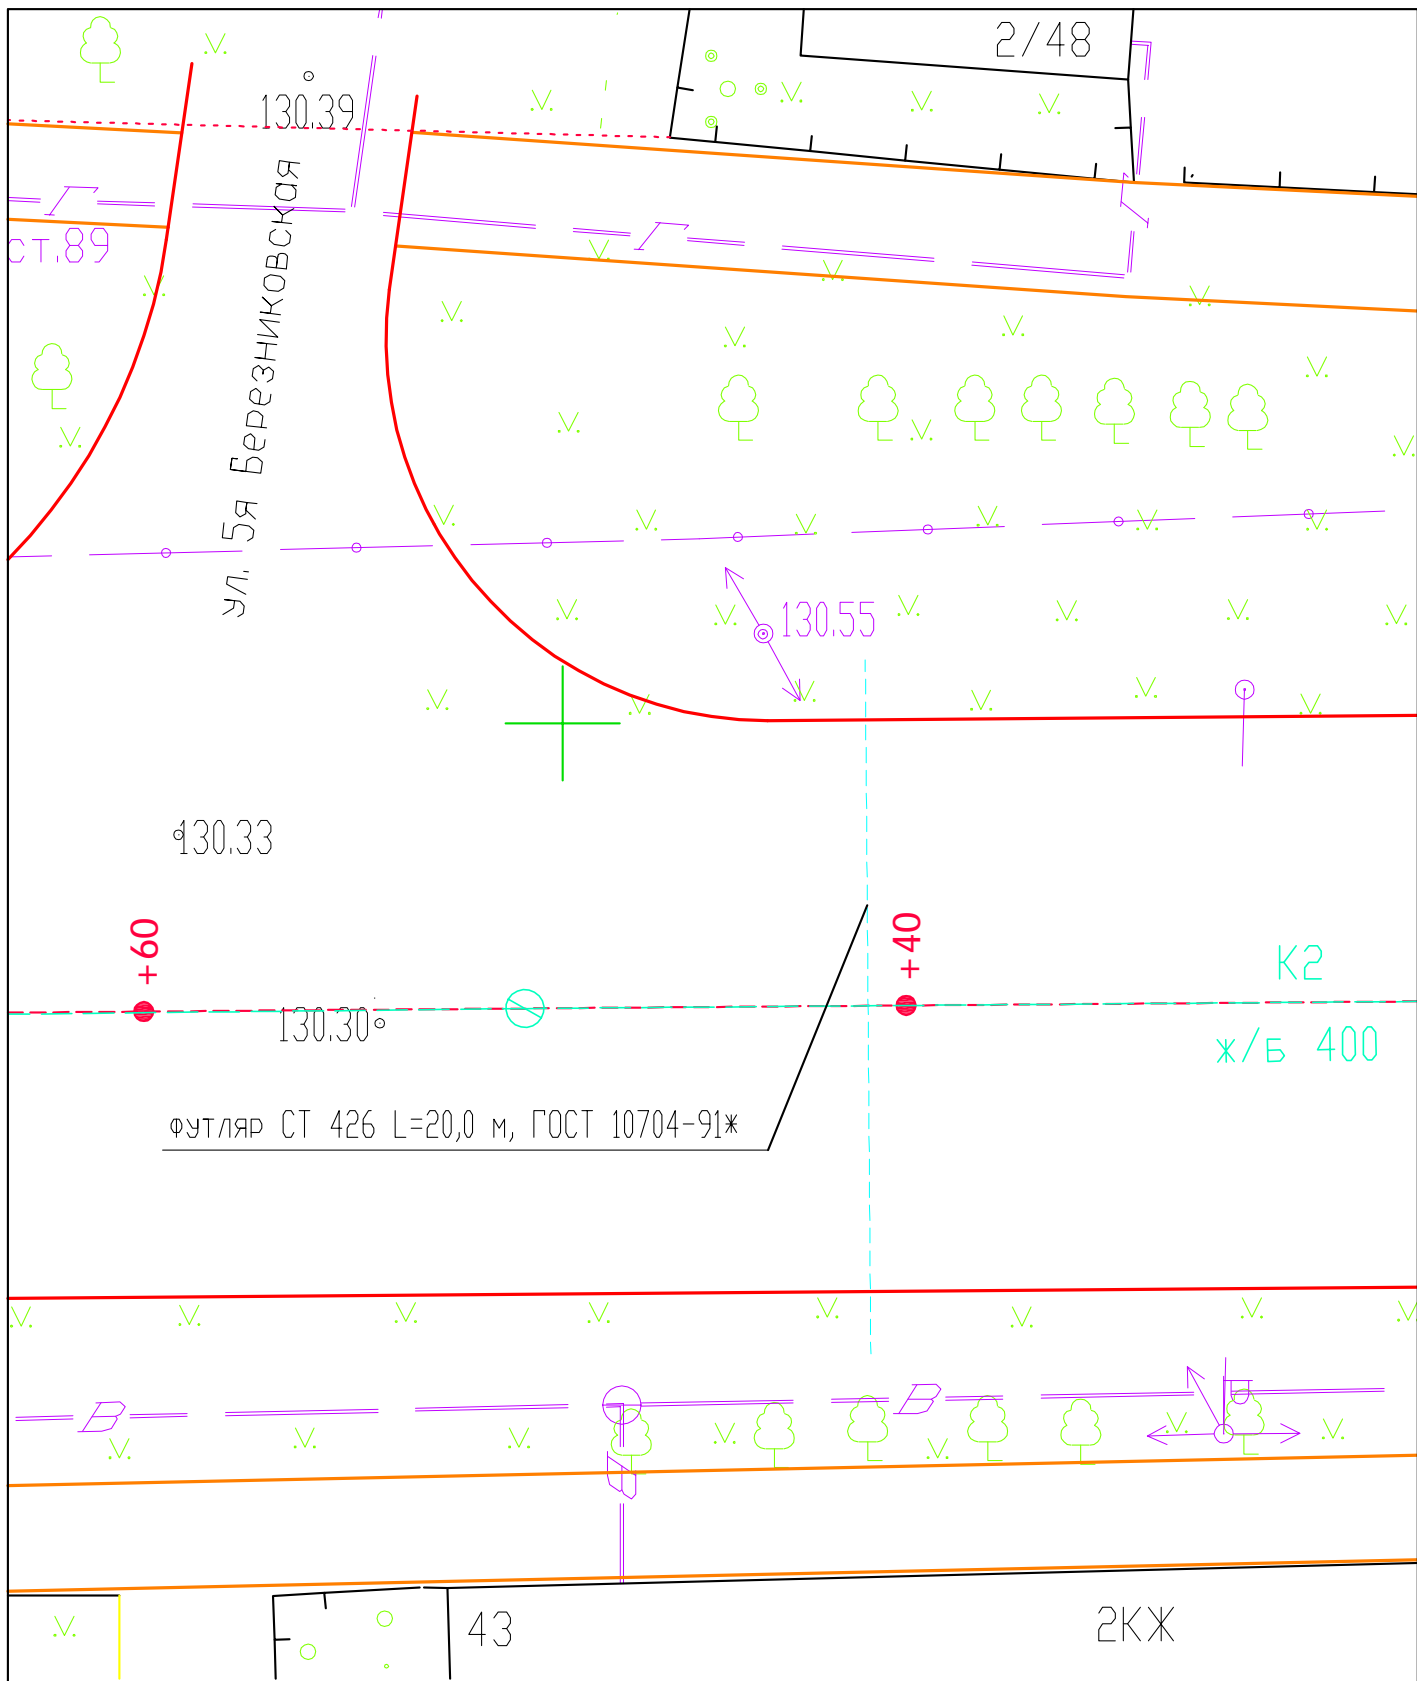 2/48
130.39
ст.89
ул. 5я Березниковская
130.55
130.33
+60
+40
К2
130.30
ж/б 400
футляр СТ 426 L=20,0 м, ГОСТ 10704-91*
Г
Г
Г
В
В
В
43
2КЖ